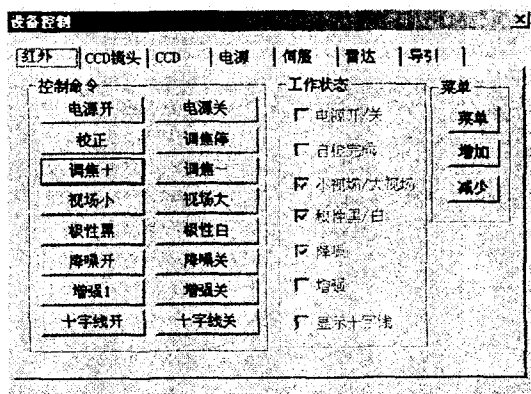 设备控制
红外 CCD镜头 CCD 电源 伺服 雷达 导引
控制命令 工作状态 菜单
电源开 电源关 电源开/关 菜单
校正 调焦停 自检完成 增加
调焦+ 调焦- 小视场/大视场 减少
视场小 视场大 极性黑/白
极性黑 极性白 降噪
降噪开 降噪关 增强
增强1 增强关 显示十字线
十字线开 十字线关